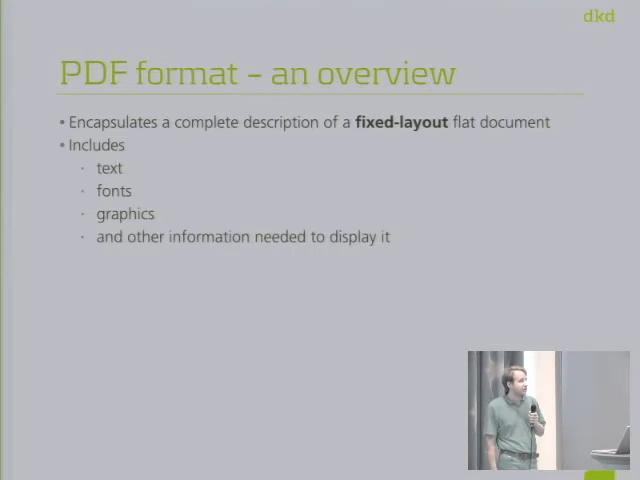 dkd
PDF format – an overview
• Encapsulates a complete description of a fixed-layout flat document
• Includes
· text
· fonts
· graphics
· and other information needed to display it